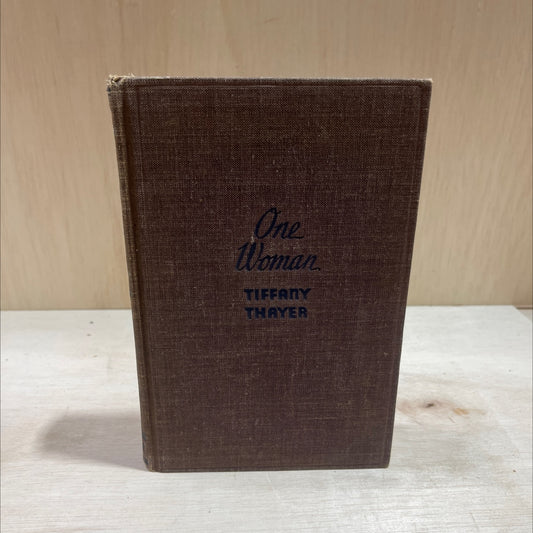 One
Woman
TIFFANY
THAYER